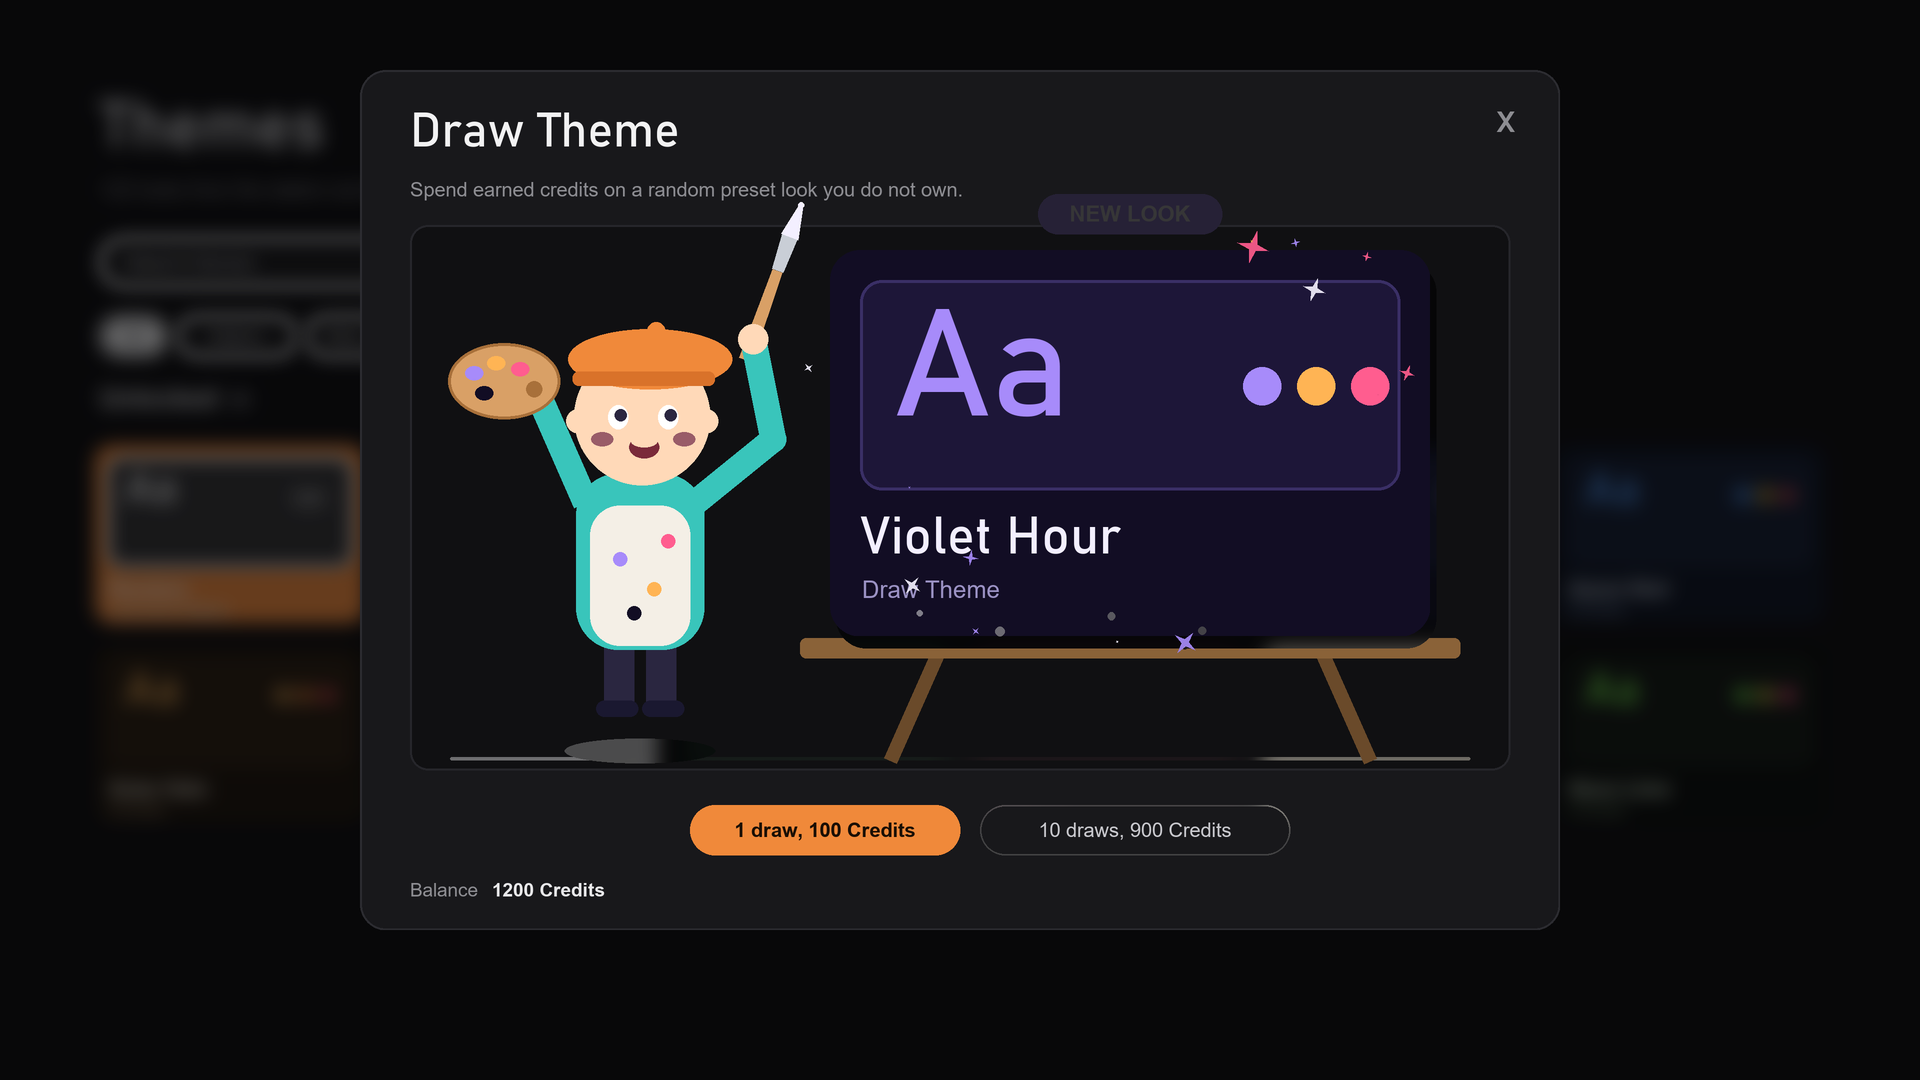 Themes
Draw Theme
X
Spend earned credits on a random preset look you do not own.
NEW LOOK
Aa
Violet Hour
Draw Theme
1 draw, 100 Credits
10 draws, 900 Credits
Balance 1200 Credits